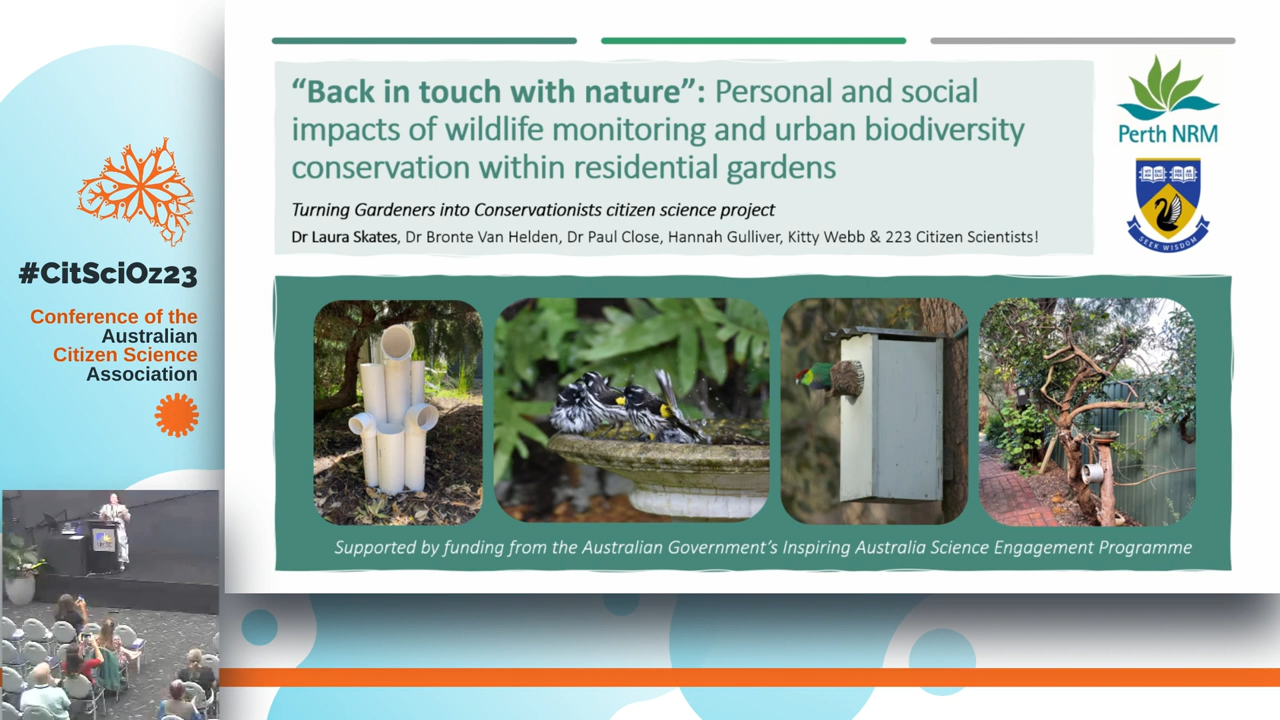 “Back in touch with nature”: Personal and social
impacts of wildlife monitoring and urban biodiversity
conservation within residential gardens
Turning Gardeners into Conservationists citizen science project
Dr Laura Skates, Dr Bronte Van Helden, Dr Paul Close, Hannah Gulliver, Kitty Webb & 223 Citizen Scientists!
Perth NRM
SEEK WISDOM
#CitSciOz23
Conference of the
Australian
Citizen Science
Association
Supported by funding from the Australian Government’s Inspiring Australia Science Engagement Programme